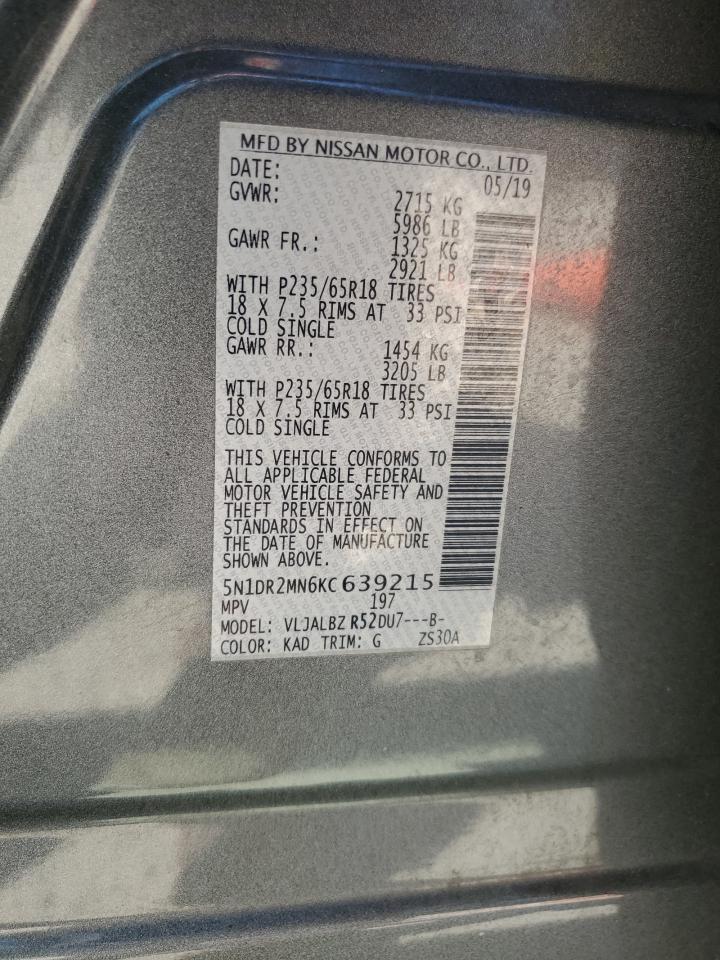 MFD BY NISSAN MOTOR CO., LTD.
DATE: 05/19
GVWR: 2715 KG
5986 LB
GAWR FR.: 1325 KG
2921 LB
WITH P235/65R18 TIRES
18 X 7.5 RIMS AT 33 PSI
COLD SINGLE
GAWR RR.: 1454 KG
3205 LB
WITH P235/65R18 TIRES
18 X 7.5 RIMS AT 33 PSI
COLD SINGLE
THIS VEHICLE CONFORMS TO
ALL APPLICABLE FEDERAL
MOTOR VEHICLE SAFETY AND
THEFT PREVENTION
STANDARDS IN EFFECT ON
THE DATE OF MANUFACTURE
SHOWN ABOVE.
5N1DR2MN6KC639215
MPV 197
MODEL: VLJALBZ R52DU7---B-
COLOR: KAD TRIM: G ZS30A